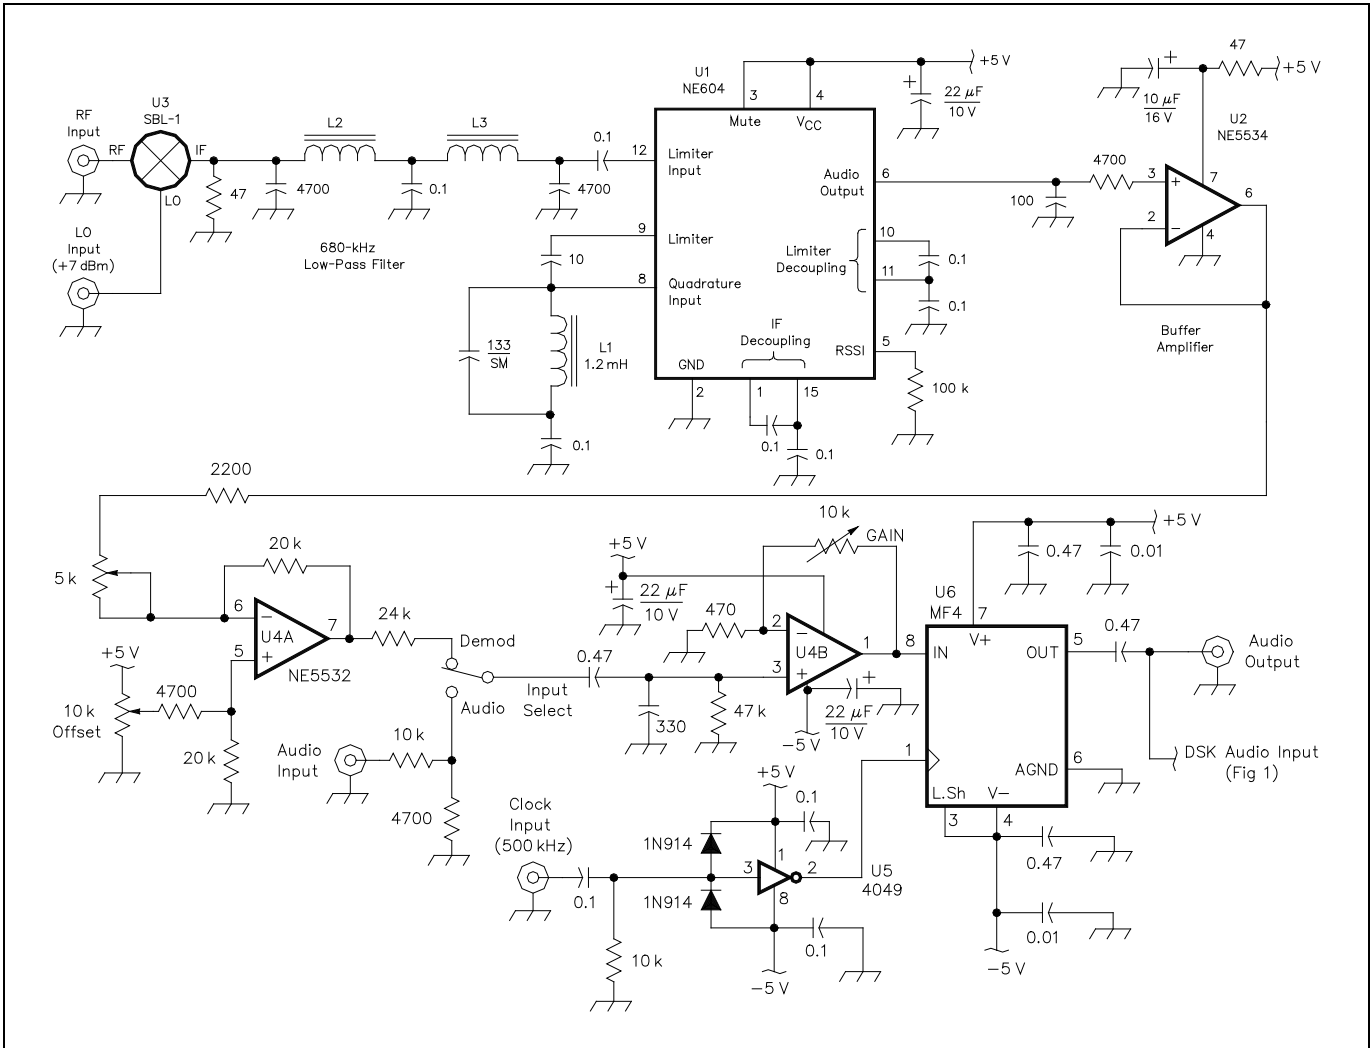 U3
SBL-1
RF
Input
RF
IF
LO
LO
Input
(+7 dBm)
47
4700
L2
0.1
L3
4700
0.1
680-kHz
Low-Pass Filter
U1
NE604
3
Mute
4
VCC
+5 V
+
22 µF
10 V
12
Limiter
Input
9
Limiter
8
Quadrature
Input
10
133
SM
L1
1.2 mH
0.1
GND
2
IF
Decoupling
1
15
0.1
0.1
Audio
Output
6
Limiter
Decoupling
10
11
0.1
0.1
RSSI
5
100 k
100
4700
+
10 µF
16 V
47
+5 V
U2
NE5534
3
+
2
−
7
4
6
Buffer
Amplifier
2200
5 k
20 k
6
−
U4A
5
+
7
NE5532
+5 V
10 k
Offset
4700
20 k
24 k
Demod
Audio
Input
Select
Audio
Input
10 k
4700
0.47
330
47 k
+5 V
+
22 µF
10 V
470
10 k
GAIN
2
−
U4B
3
+
1
+
22 µF
10 V
-5 V
Clock
Input
(500 kHz)
0.1
10 k
1N914
1N914
+5 V
0.1
1
3
2
8
U5
4049
0.1
-5 V
U6
MF4
7
V+
8
IN
OUT
5
1
AGND
6
L.Sh
V−
3
4
+5 V
0.47
0.01
0.47
Audio
Output
DSK Audio Input
(Fig 1)
0.47
0.01
-5 V